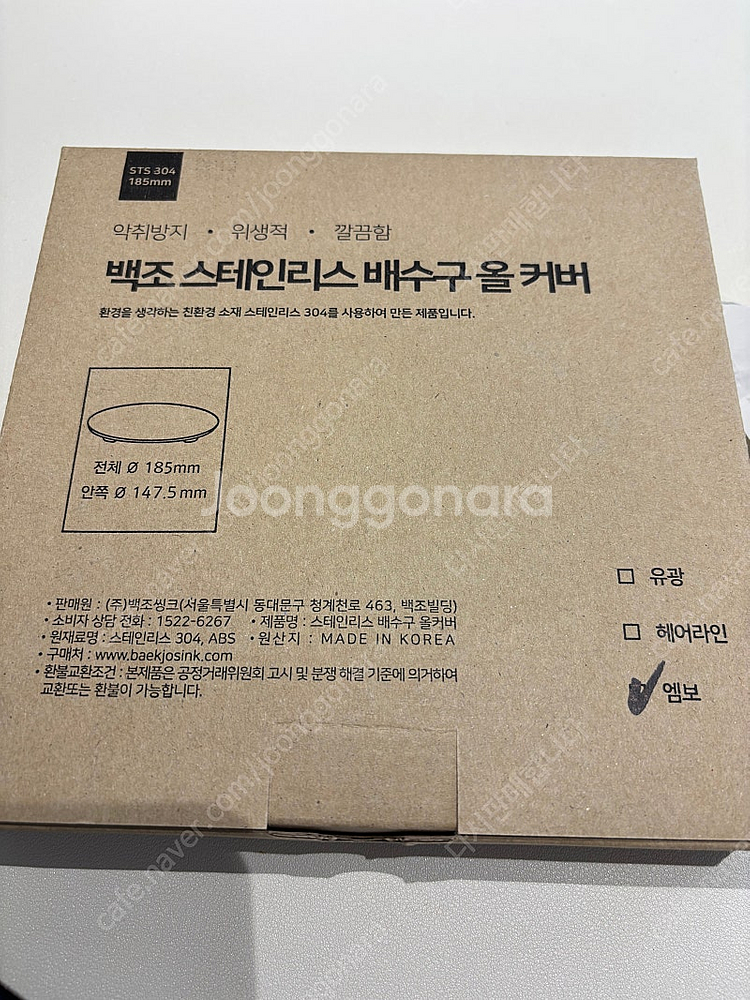 STS 304
185mm
악취방지 • 위생적 • 깔끔함
백조 스테인리스 배수구 올 커버
환경을 생각하는 친환경 소재 스테인리스 304를 사용하여 만든 제품입니다.
전체 Ø 185mm
안쪽 Ø 147.5mm
Joonggonara
□ 유광
□ 헤어라인
✓ 엠보
• 판매원 : (주)백조씽크(서울특별시 동대문구 청계천로 463, 백조빌딩)
• 소비자 상담 전화 : 1522-6267 • 제품명 : 스테인리스 배수구 올커버
• 원재료명 : 스테인리스 304, ABS • 원산지 : MADE IN KOREA
• 구매처 : www.baekjosink.com
• 환불교환조건 : 본제품은 공정거래위원회 고시 및 분쟁 해결 기준에 의거하여
교환또는 환불이 가능합니다.
cafe.naver.com/joonggonara